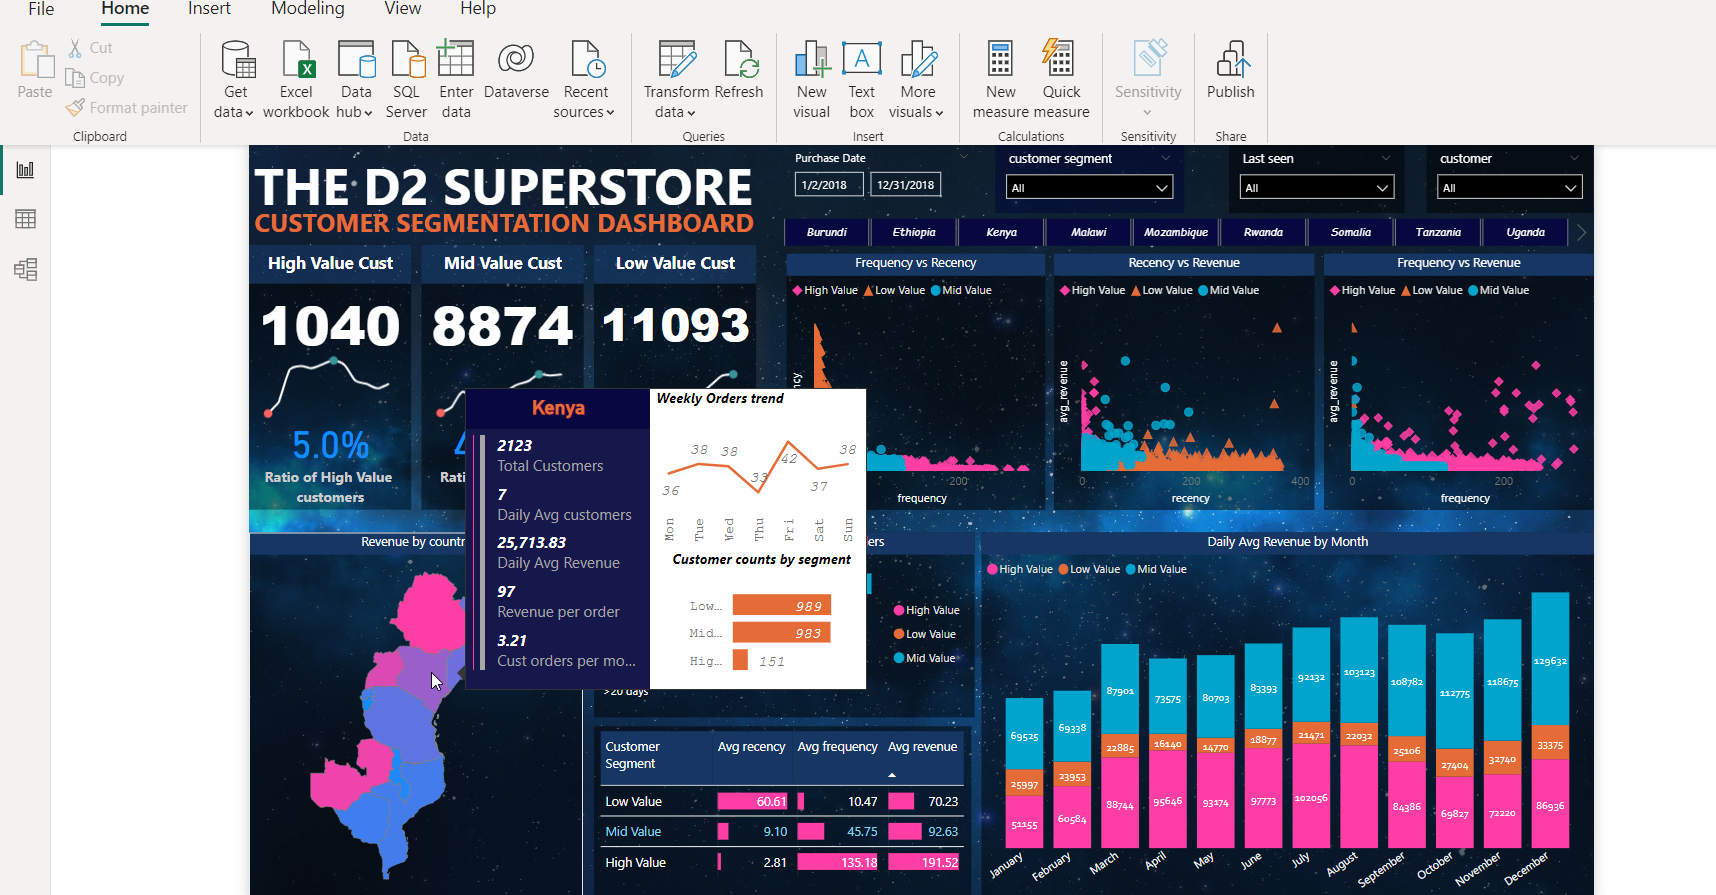 File Home Insert Modeling View Help
Paste
Cut
Copy
Format painter
Clipboard
Get data
Excel workbook
Data hub
SQL Server
Enter data
Dataverse
Recent sources
Data
Transform data
Refresh
Queries
New visual
Text box
More visuals
Insert
New measure
Quick measure
Calculations
Sensitivity
Sensitivity
Publish
Share
THE D2 SUPERSTORE
CUSTOMER SEGMENTATION DASHBOARD
Purchase Date
1/2/2018 12/31/2018
customer segment
All
Last seen
All
customer
All
Burundi Ethiopia Kenya Malawi Mozambique Rwanda Somalia Tanzania Uganda
High Value Cust
1040
5.0%
Ratio of High Value
customers
Mid Value Cust
8874
Rati
Low Value Cust
11093
Frequency vs Recency
High Value Low Value Mid Value
cy
200
frequency
Recency vs Revenue
High Value Low Value Mid Value
avg_revenue
0 200 400
recency
Frequency vs Revenue
High Value Low Value Mid Value
avg_revenue
0 200
frequency
Kenya
2123
Total Customers
7
Daily Avg customers
25,713.83
Daily Avg Revenue
97
Revenue per order
3.21
Cust orders per mo...
Weekly Orders trend
36 38 38 33 42 37 38
Mon Tue Wed Thu Fri Sat Sun
Customer counts by segment
Low... 989
Mid... 983
Hig... 151
Revenue by countr
ers
High Value
Low Value
Mid Value
>20 days
Customer Segment Avg recency Avg frequency Avg revenue
Low Value 60.61 10.47 70.23
Mid Value 9.10 45.75 92.63
High Value 2.81 135.18 191.52
Daily Avg Revenue by Month
High Value Low Value Mid Value
69525 69338 87901 73575 80703 83393 92132 103123 108782 112775 118675 129632
25997 23953 22885 16140 14770 18877 21471 22032 25106 27404 32740 33375
51155 60584 88744 95646 93174 97773 102056 84386 69827 72220 86936
January February March April May June July August September October November December